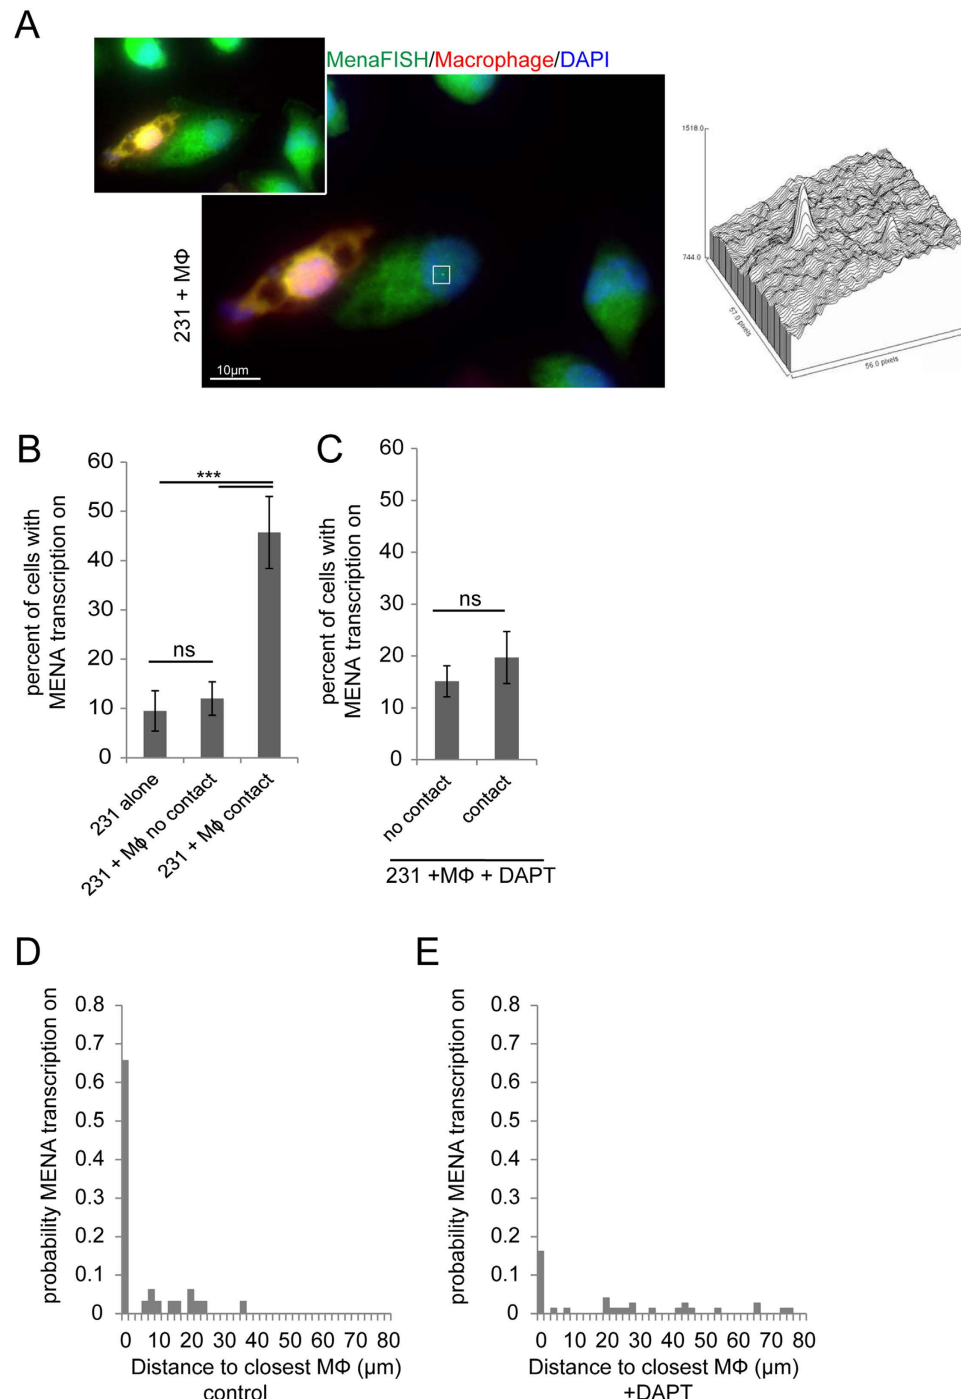 A
MenaFISH/Macrophage/DAPI
231 + MΦ
10µm
1518.0
744.0
57.0 pixels
56.0 pixels
B
percent of cells with
MENA transcription on
60
50
40
30
20
10
0
***
ns
231 alone
231 + Mϕ no contact
231 + Mϕ contact
C
percent of cells with
MENA transcription on
60
50
40
30
20
10
0
ns
no contact
contact
231 +MΦ + DAPT
D
probability MENA transcription on
0.8
0.7
0.6
0.5
0.4
0.3
0.2
0.1
0
0 10 20 30 40 50 60 70 80
Distance to closest MΦ (µm)
control
E
probability MENA transcription on
0.8
0.7
0.6
0.5
0.4
0.3
0.2
0.1
0
0 10 20 30 40 50 60 70 80
Distance to closest MΦ (µm)
+DAPT